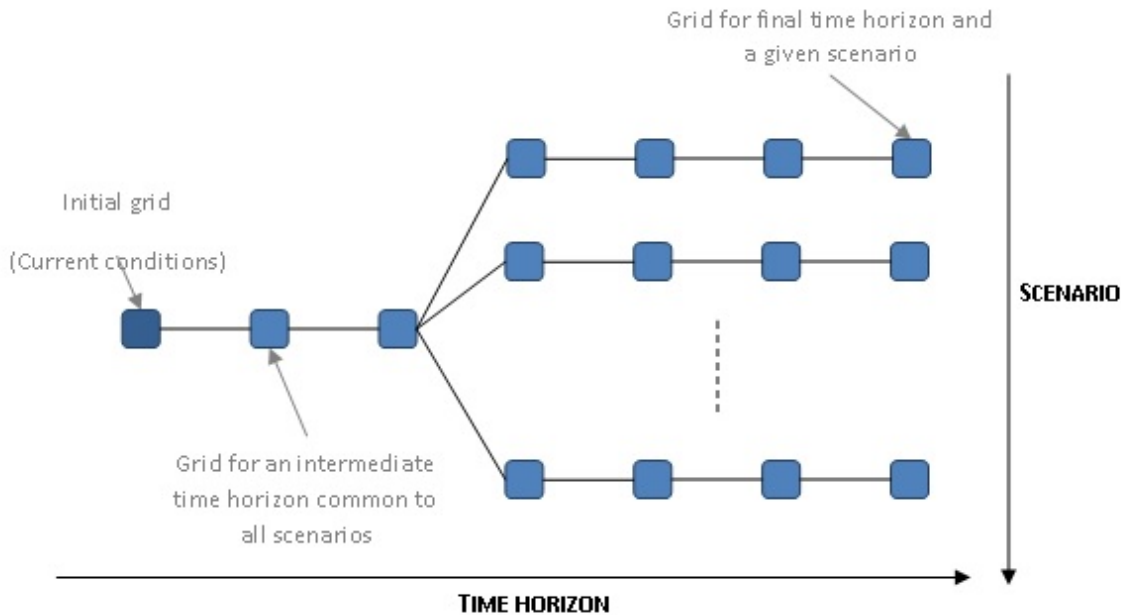 Grid for final time horizon and
a given scenario
Initial grid
(Current conditions)
SCENARIO
Grid for an intermediate
time horizon common to
all scenarios
TIME HORIZON